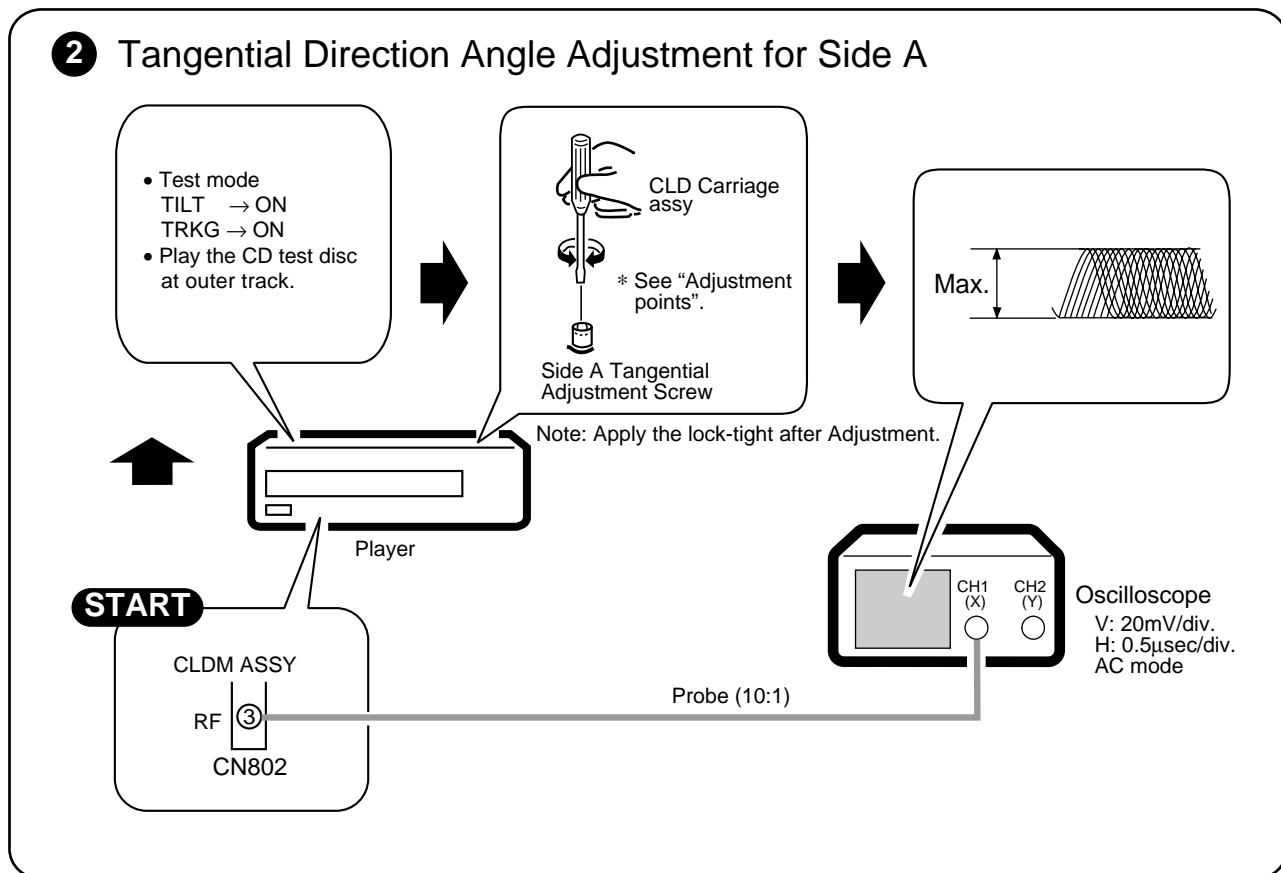 2 Tangential Direction Angle Adjustment for Side A
• Test mode
TILT → ON
TRKG → ON
• Play the CD test disc
at outer track.
CLD Carriage
assy
* See “Adjustment
points”.
Side A Tangential
Adjustment Screw
Max.
Note: Apply the lock-tight after Adjustment.
Player
START
CLDM ASSY
RF 3
CN802
Probe (10:1)
CH1
(X)
CH2
(Y)
Oscilloscope
V: 20mV/div.
H: 0.5μsec/div.
AC mode